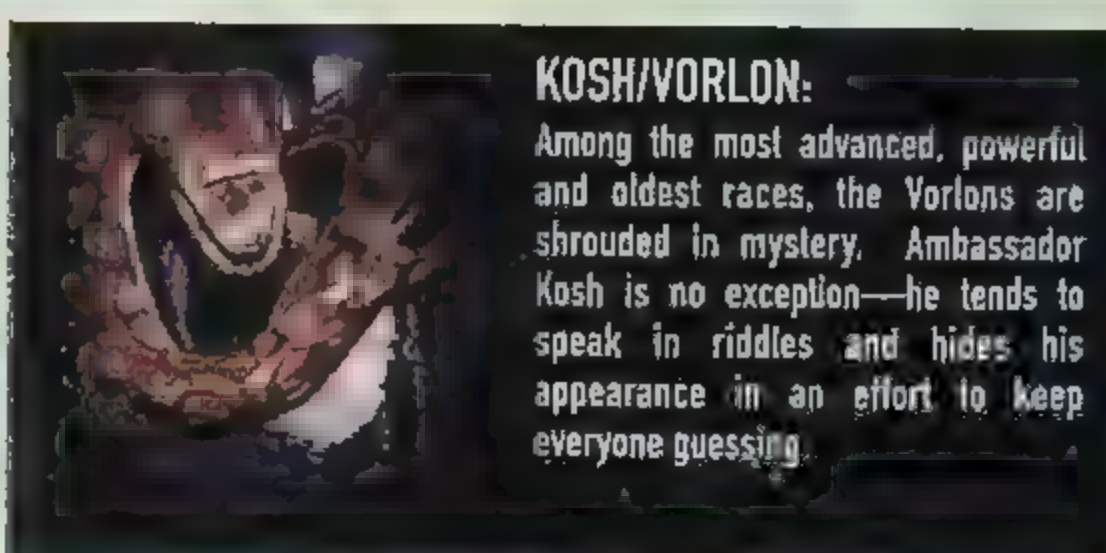 KOSH/VORLON:
Among the most advanced, powerful
and oldest races, the Vorlons are
shrouded in mystery. Ambassador
Kosh is no exception—he tends to
speak in riddles and hides his
appearance in an effort to keep
everyone guessing.